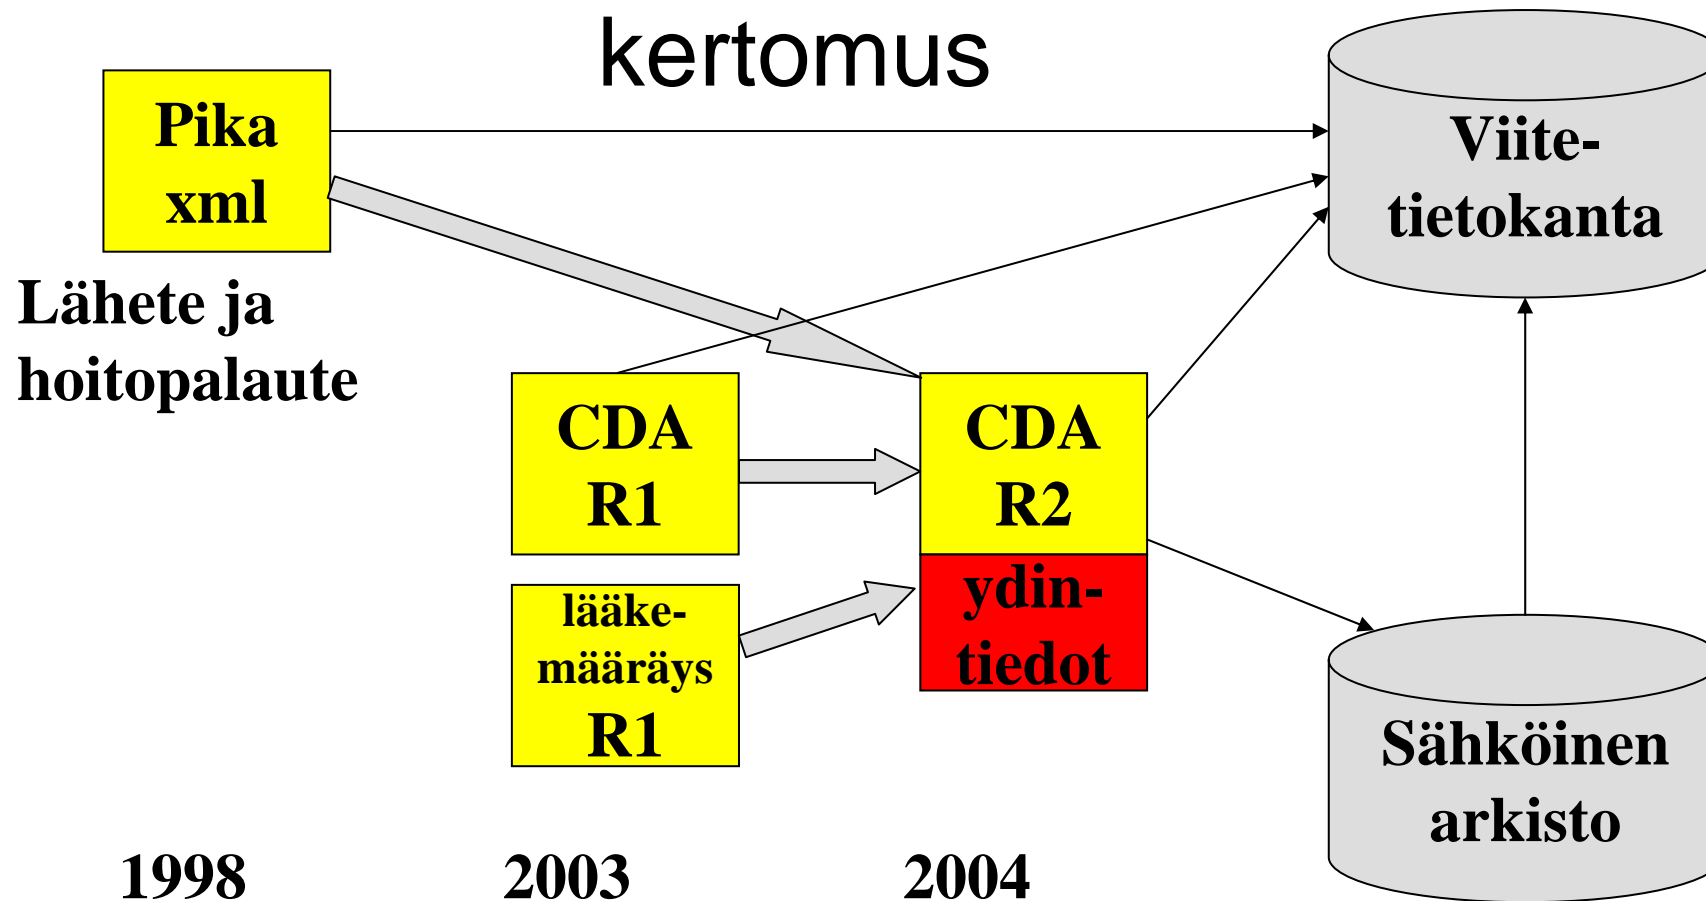 kertomus
Pika
xml
Viite-
tietokanta
Lähete ja
hoitopalaute
CDA
R1
CDA
R2
lääke-
määräys
R1
ydin-
tiedot
Sähköinen
arkisto
1998
2003
2004